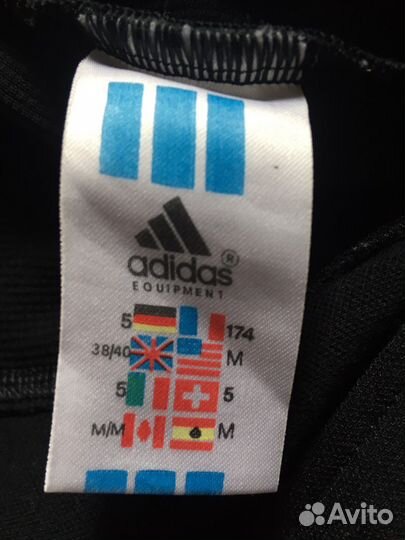 adidas®
EQUIPMENT
5 174
38/40 M
5 5
M/M M
Avito